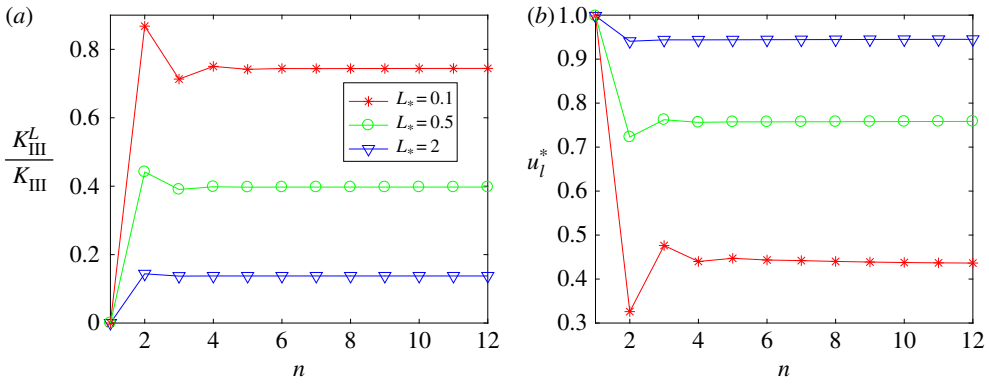 (a)
K_III^L
K_III
0.8
0.6
0.4
0.2
0
2 4 6 8 10 12
n
L_* = 0.1
L_* = 0.5
L_* = 2
(b)
u_l^*
1.0
0.9
0.8
0.7
0.6
0.5
0.4
0.3
2 4 6 8 10 12
n